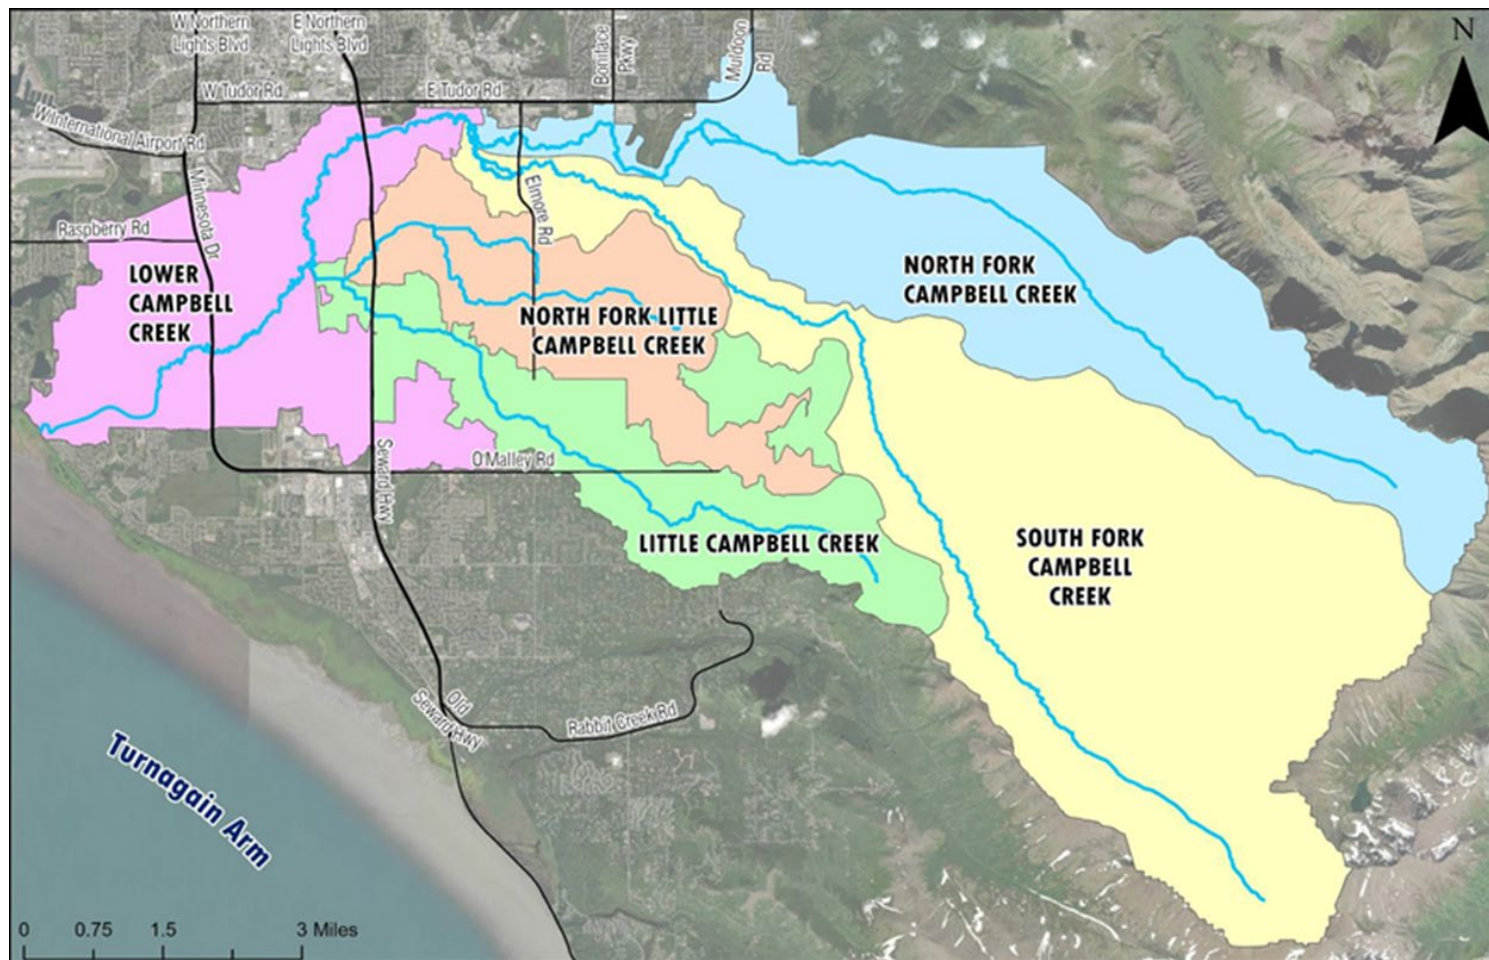 W Northern
Lights Blvd
E Northern
Lights Blvd
Boniface
Pkwy
Muldoon
Rd
N
W Tudor Rd
E Tudor Rd
W International Airport Rd
Minnesota Dr
Elmore Rd
Raspberry Rd
LOWER
CAMPBELL
CREEK
NORTH FORK
CAMPBELL CREEK
NORTH FORK LITTLE
CAMPBELL CREEK
Seward Hwy
O'Malley Rd
LITTLE CAMPBELL CREEK
SOUTH FORK
CAMPBELL
CREEK
Old
Seward Hwy
Rabbit Creek Rd
Turnagain Arm
0 0.75 1.5 3 Miles